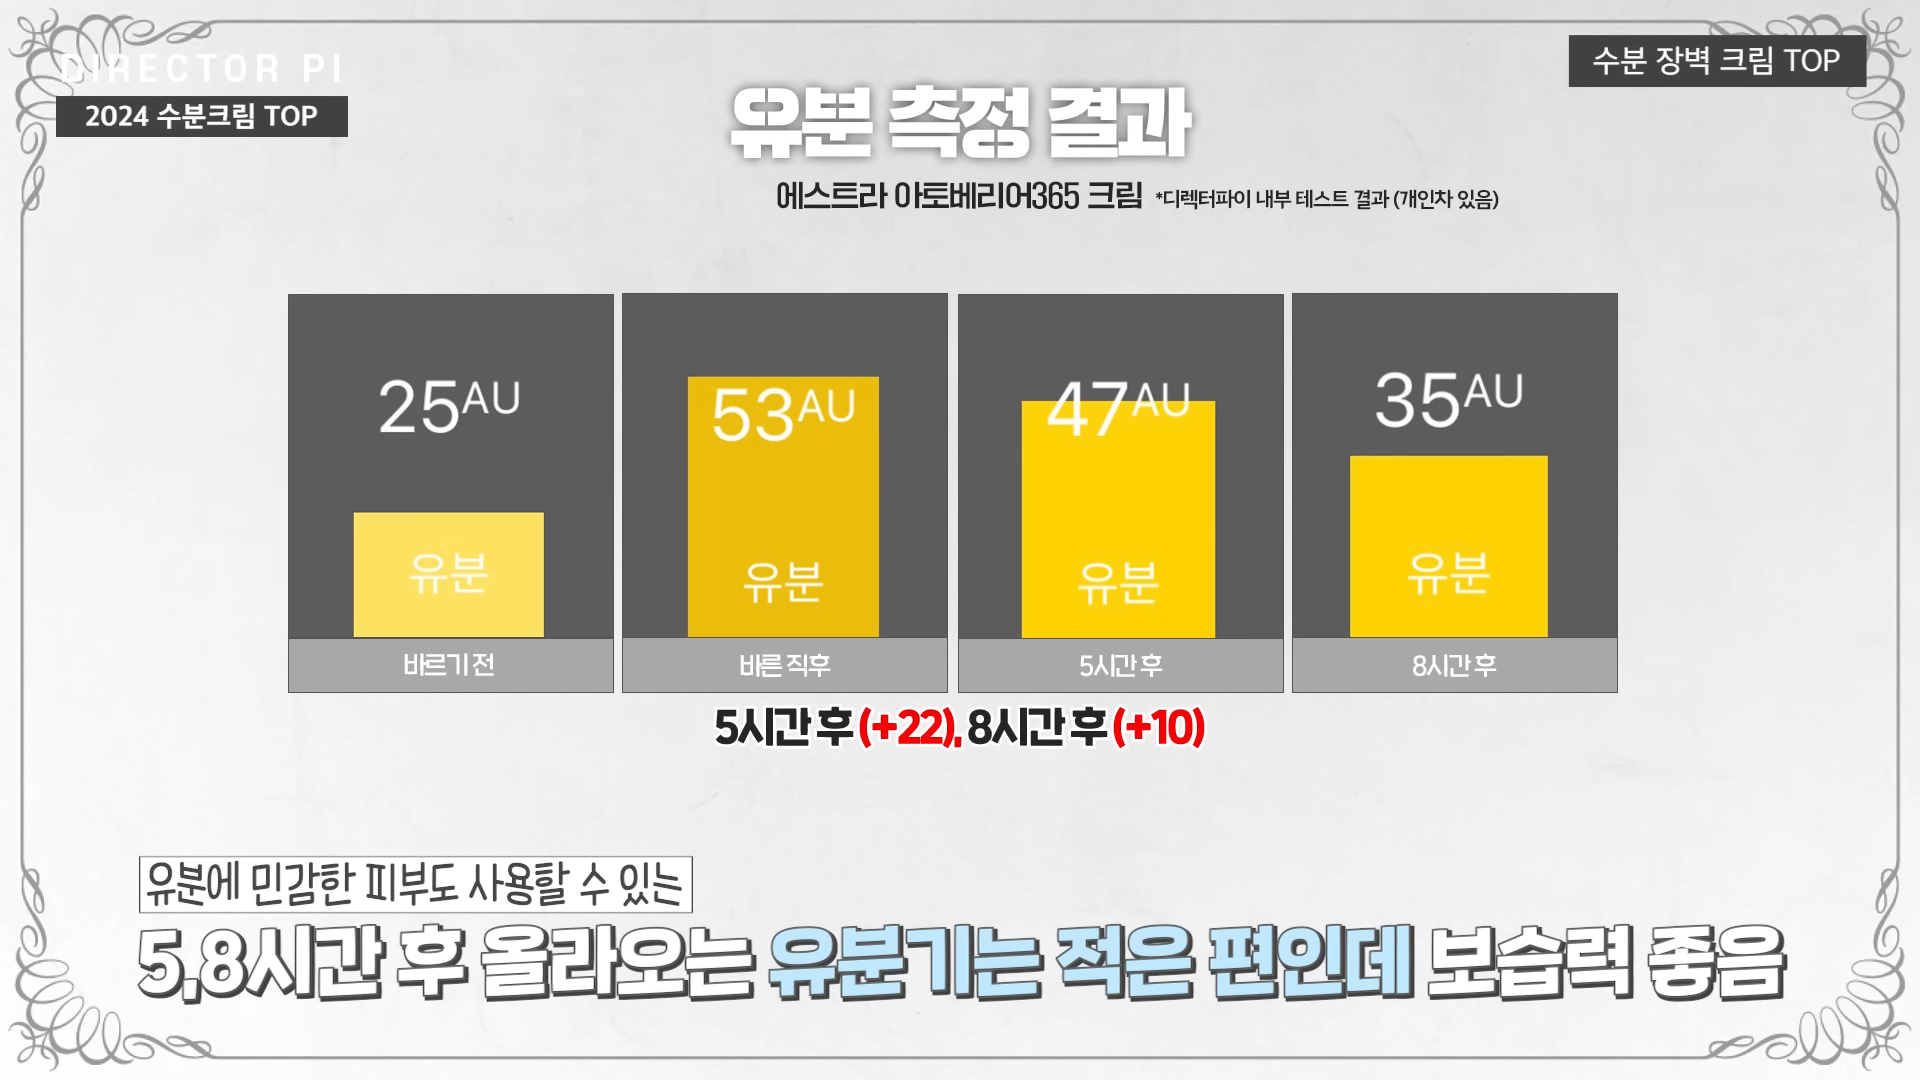 DIRECTOR PI
2024 수분크림 TOP
수분 장벽 크림 TOP
유분 측정 결과
에스트라 아토베리어365 크림 *디렉터파이 내부 테스트 결과 (개인차 있음)
25AU
유분
바르기 전
53AU
유분
바른 직후
47AU
유분
5시간 후
35AU
유분
8시간 후
5시간 후 (+22), 8시간 후 (+10)
유분에 민감한 피부도 사용할 수 있는
5,8시간 후 올라오는 유분기는 적은 편인데 보습력 좋음